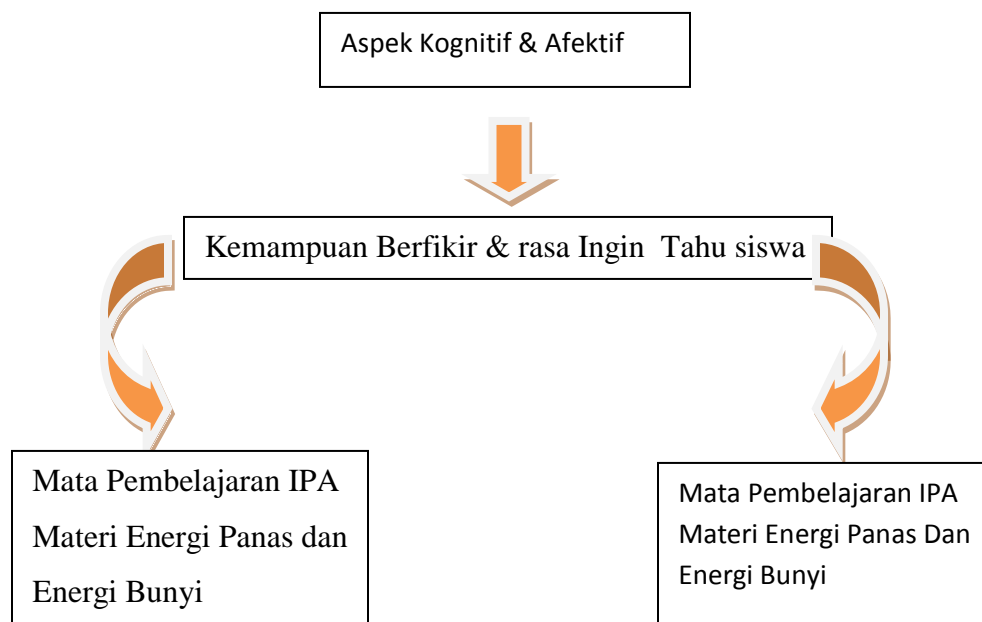 Aspek Kognitif & Afektif
Kemampuan Berfikir & rasa Ingin Tahu siswa
Mata Pembelajaran IPA
Materi Energi Panas dan
Energi Bunyi
Mata Pembelajaran IPA
Materi Energi Panas Dan
Energi Bunyi